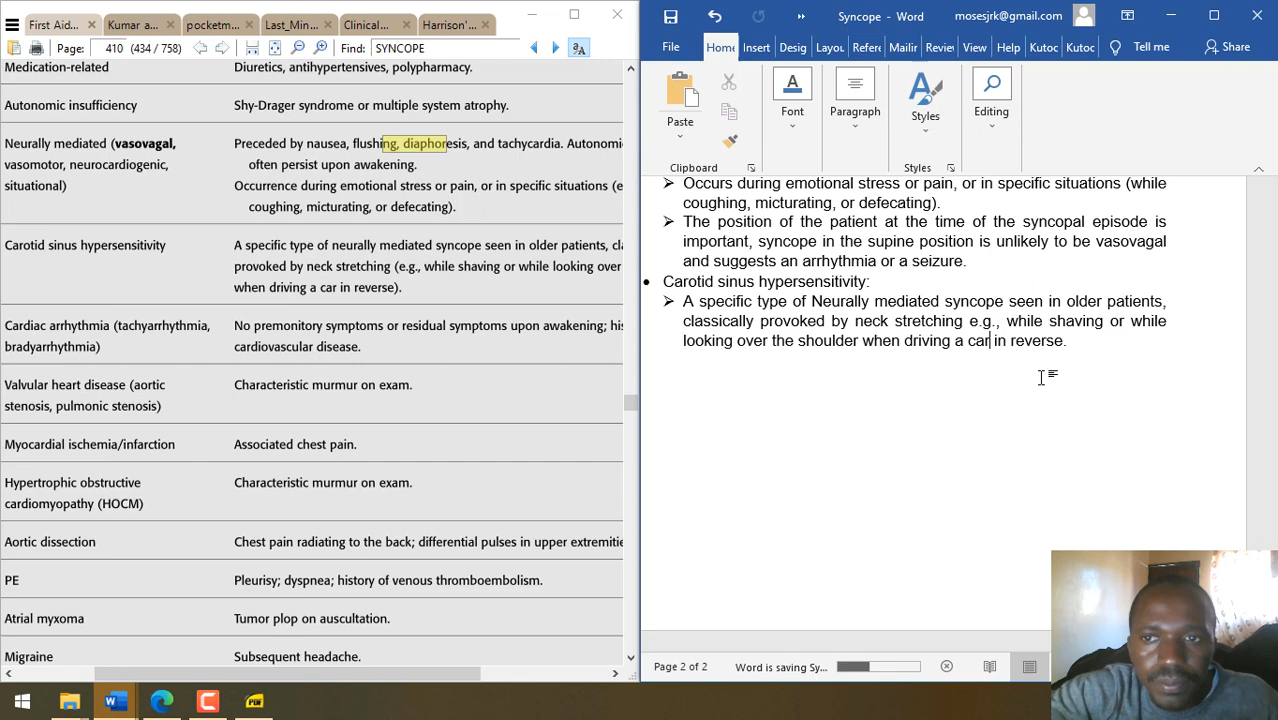 First Aid...
Kumar a...
pocketm...
Last_Min...
Clinical...
Harrison'...
Page: 410 (434 / 758)
Find: SYNCOPE
Medication-related
Diuretics, antihypertensives, polypharmacy.
Autonomic insufficiency
Shy-Drager syndrome or multiple system atrophy.
Neurally mediated (vasovagal,
vasomotor, neurocardiogenic,
situational)
Preceded by nausea, flushing, diaphoresis, and tachycardia. Autonomi
often persist upon awakening.
Occurrence during emotional stress or pain, or in specific situations (e
coughing, micturating, or defecating).
Carotid sinus hypersensitivity
A specific type of neurally mediated syncope seen in older patients, cla
provoked by neck stretching (e.g., while shaving or while looking over
when driving a car in reverse).
Cardiac arrhythmia (tachyarrhythmia,
bradyarrhythmia)
No premonitory symptoms or residual symptoms upon awakening; his
cardiovascular disease.
Valvular heart disease (aortic
stenosis, pulmonic stenosis)
Characteristic murmur on exam.
Myocardial ischemia/infarction
Associated chest pain.
Hypertrophic obstructive
cardiomyopathy (HOCM)
Characteristic murmur on exam.
Aortic dissection
Chest pain radiating to the back; differential pulses in upper extremitie
PE
Pleurisy; dyspnea; history of venous thromboembolism.
Atrial myxoma
Tumor plop on auscultation.
Migraine
Subsequent headache.
Syncope - Word
mosesjrk@gmail.com
File
Home
Insert
Desig
Layou
Refere
Mailir
Reviev
View
Help
Kutoc
Kutoc
Tell me
Share
Paste
Font
Paragraph
Styles
Editing
Clipboard
Styles
➢ Occurs during emotional stress or pain, or in specific situations (while
coughing, micturating, or defecating).
➢ The position of the patient at the time of the syncopal episode is
important, syncope in the supine position is unlikely to be vasovagal
and suggests an arrhythmia or a seizure.
• Carotid sinus hypersensitivity:
➢ A specific type of Neurally mediated syncope seen in older patients,
classically provoked by neck stretching e.g., while shaving or while
looking over the shoulder when driving a car in reverse.
Page 2 of 2
Word is saving Sy...